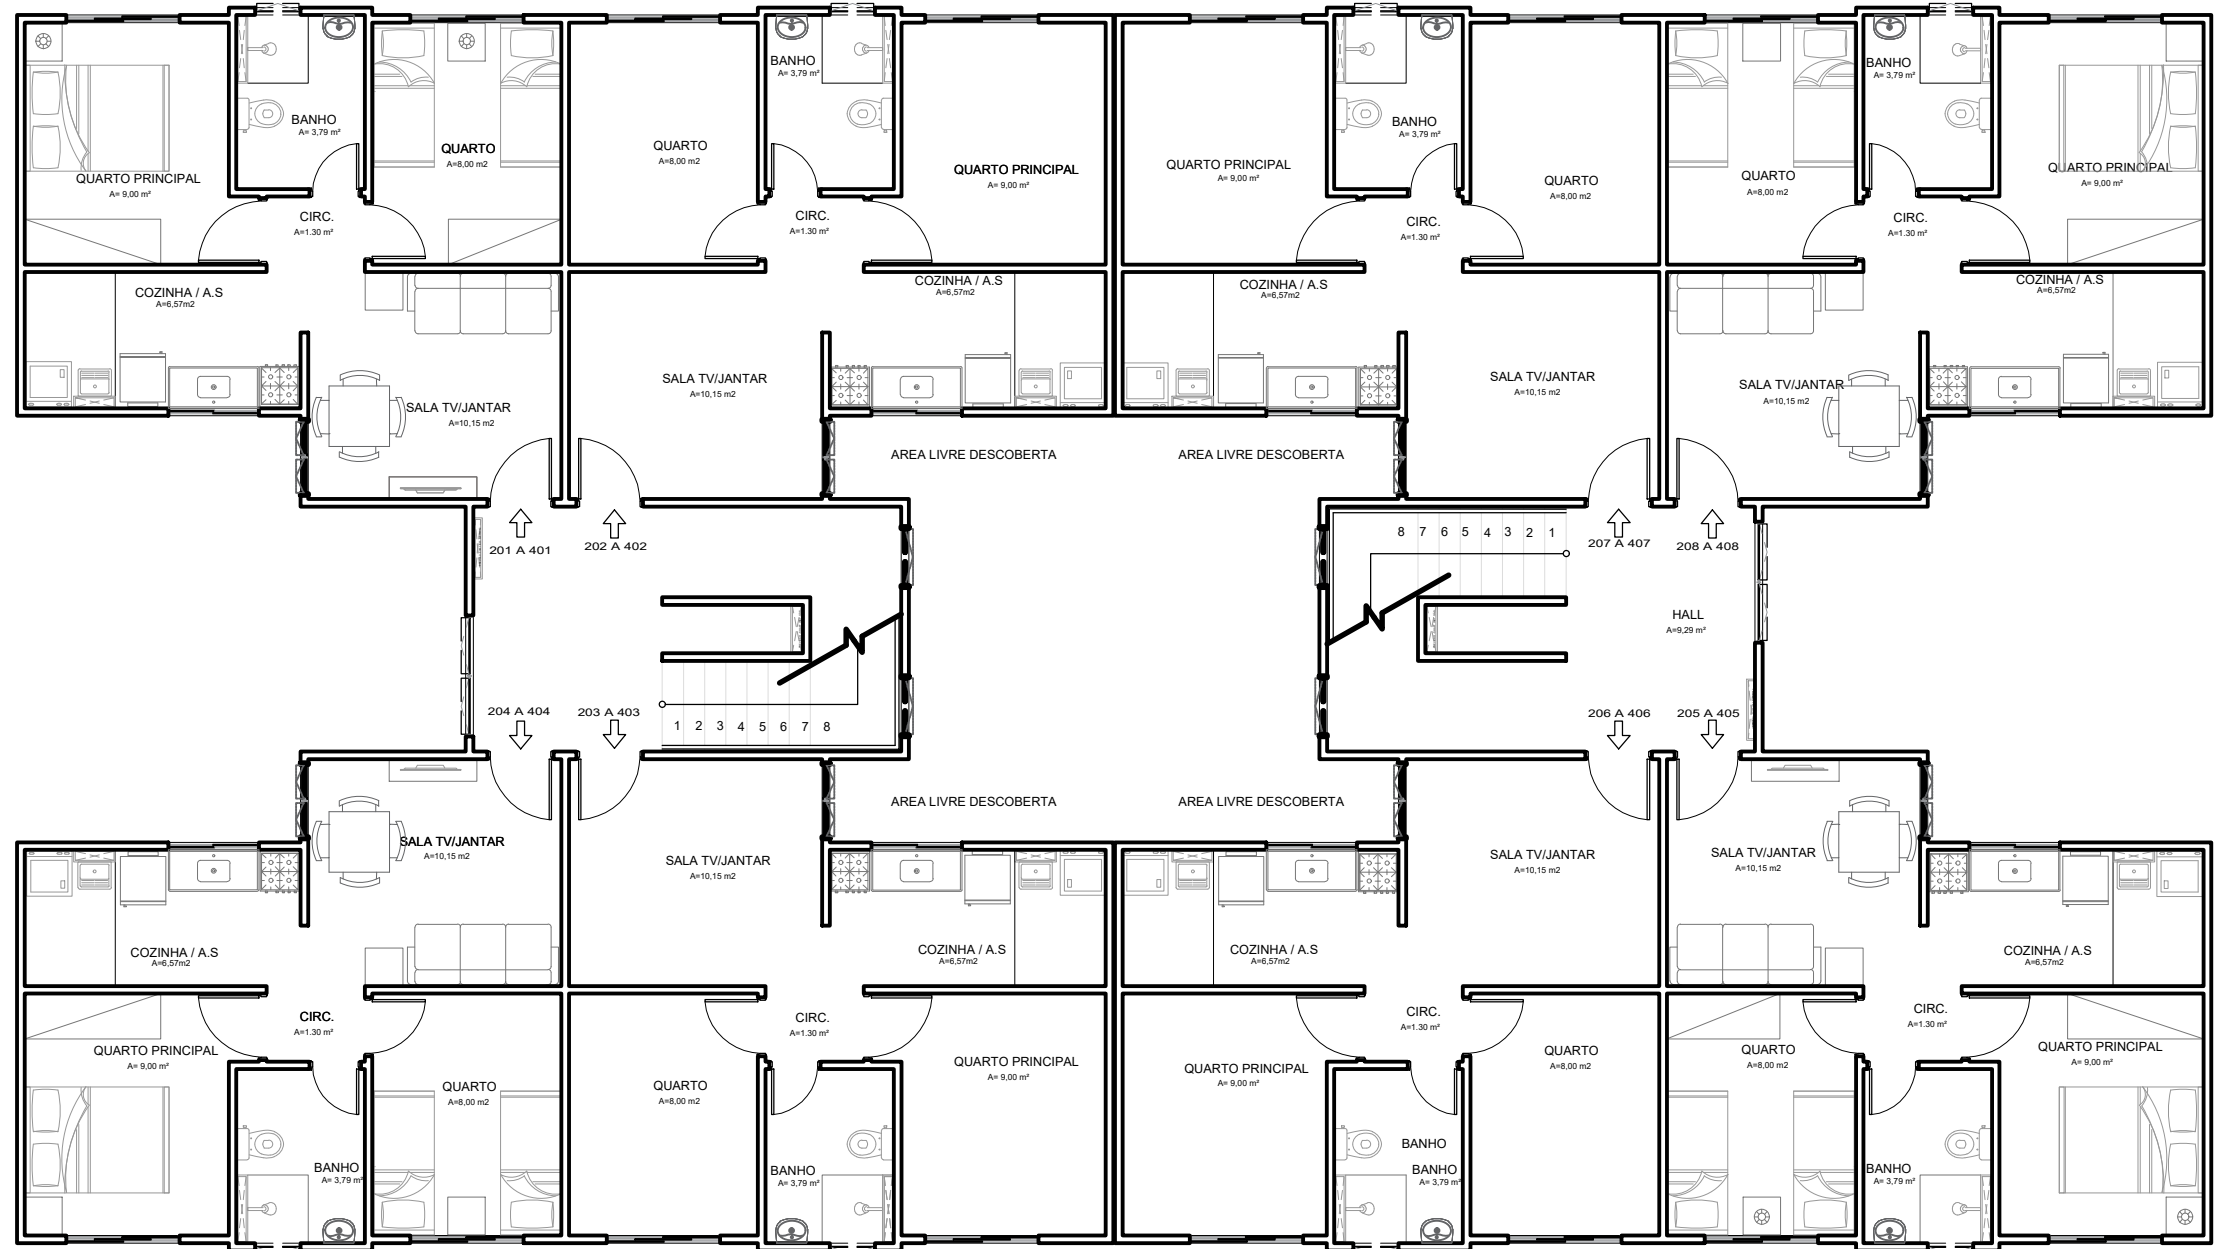 BANHO
A= 3,79 m²
QUARTO PRINCIPAL
A= 9,00 m²
QUARTO
A=8,00 m2
CIRC.
A=1.30 m²
COZINHA / A.S
A=6,57m2
SALA TV/JANTAR
A=10,15 m2
201 A 401
BANHO
A= 3,79 m²
QUARTO
A=8,00 m2
QUARTO PRINCIPAL
A= 9,00 m²
CIRC.
A=1.30 m²
COZINHA / A.S
A=6,57m2
SALA TV/JANTAR
A=10,15 m2
AREA LIVRE DESCOBERTA
202 A 402
BANHO
A= 3,79 m²
QUARTO PRINCIPAL
A= 9,00 m²
QUARTO
A=8,00 m2
CIRC.
A=1.30 m²
COZINHA / A.S
A=6,57m2
SALA TV/JANTAR
A=10,15 m2
AREA LIVRE DESCOBERTA
8 7 6 5 4 3 2 1
207 A 407
BANHO
A= 3,79 m²
QUARTO
A=8,00 m2
QUARTO PRINCIPAL
A= 9,00 m²
CIRC.
A=1.30 m²
COZINHA / A.S
A=6,57m2
SALA TV/JANTAR
A=10,15 m2
208 A 408
HALL
A=9,29 m²
204 A 404
203 A 403
1 2 3 4 5 6 7 8
206 A 406
205 A 405
SALA TV/JANTAR
A=10,15 m2
COZINHA / A.S
A=6,57m2
CIRC.
A=1.30 m²
QUARTO PRINCIPAL
A= 9,00 m²
QUARTO
A=8,00 m2
BANHO
A= 3,79 m²
AREA LIVRE DESCOBERTA
SALA TV/JANTAR
A=10,15 m2
COZINHA / A.S
A=6,57m2
CIRC.
A=1.30 m²
QUARTO
A=8,00 m2
QUARTO PRINCIPAL
A= 9,00 m²
BANHO
A= 3,79 m²
AREA LIVRE DESCOBERTA
SALA TV/JANTAR
A=10,15 m2
COZINHA / A.S
A=6,57m2
CIRC.
A=1.30 m²
QUARTO PRINCIPAL
A= 9,00 m²
QUARTO
A=8,00 m2
BANHO
BANHO
A= 3,79 m²
SALA TV/JANTAR
A=10,15 m2
COZINHA / A.S
A=6,57m2
CIRC.
A=1.30 m²
QUARTO
A=8,00 m2
QUARTO PRINCIPAL
A= 9,00 m²
BANHO
A= 3,79 m²